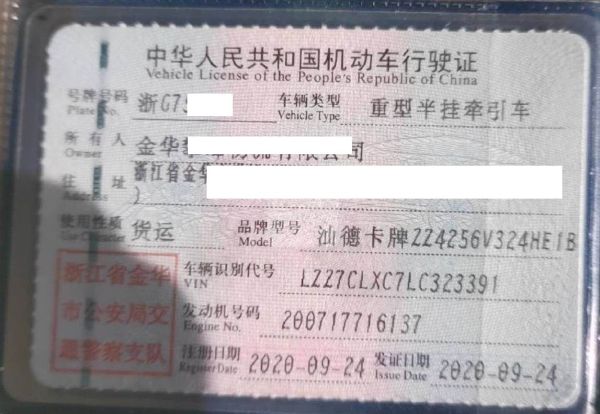 中华人民共和国机动车行驶证
Vehicle License of the People's Republic of China
号牌号码 浙G75 车辆类型 重型半挂牵引车
Plate No. Vehicle Type
所有人 金华 物流有限公司
Owner
住址 浙江省金华
Address )
使用性质 货运 品牌型号 汕德卡牌ZZ4256V324HE1B
Use Character Model
浙江省金华市公安局交通警察支队
车辆识别代号 LZZ7CLXC7LC323391
VIN
发动机号码 200717716137
Engine No.
注册日期 2020-09-24 发证日期 2020-09-24
Register Date Issue Date